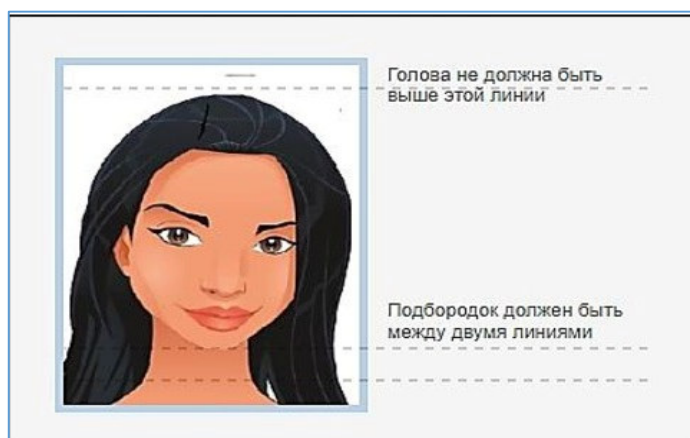 Голова не должна быть
выше этой линии
Подбородок должен быть
между двумя линиями